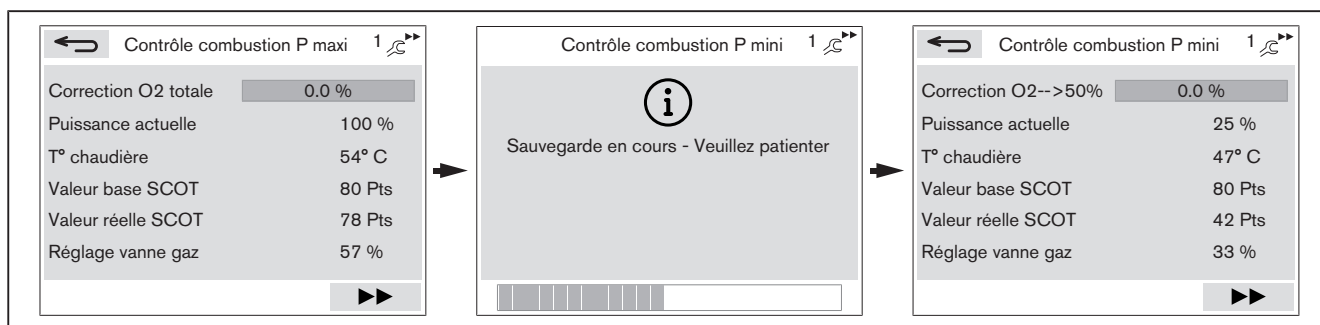 Contrôle combustion P maxi 1
Correction O2 totale 0.0 %
Puissance actuelle 100 %
T° chaudière 54° C
Valeur base SCOT 80 Pts
Valeur réelle SCOT 78 Pts
Réglage vanne gaz 57 %
Contrôle combustion P mini 1
Sauvegarde en cours - Veuillez patienter
Contrôle combustion P mini 1
Correction O2-->50% 0.0 %
Puissance actuelle 25 %
T° chaudière 47° C
Valeur base SCOT 80 Pts
Valeur réelle SCOT 42 Pts
Réglage vanne gaz 33 %